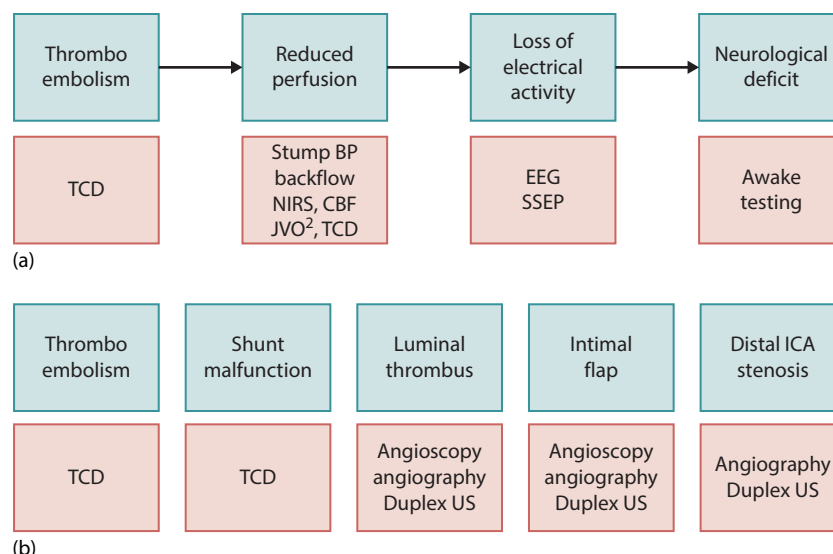 Thrombo
embolism
Reduced
perfusion
Loss of
electrical
activity
Neurological
deficit
TCD
Stump BP
backflow
NIRS, CBF
JVO², TCD
EEG
SSEP
Awake
testing
(a)
Thrombo
embolism
Shunt
malfunction
Luminal
thrombus
Intimal
flap
Distal ICA
stenosis
TCD
TCD
Angioscopy
angiography
Duplex US
Angioscopy
angiography
Duplex US
Angiography
Duplex US
(b)